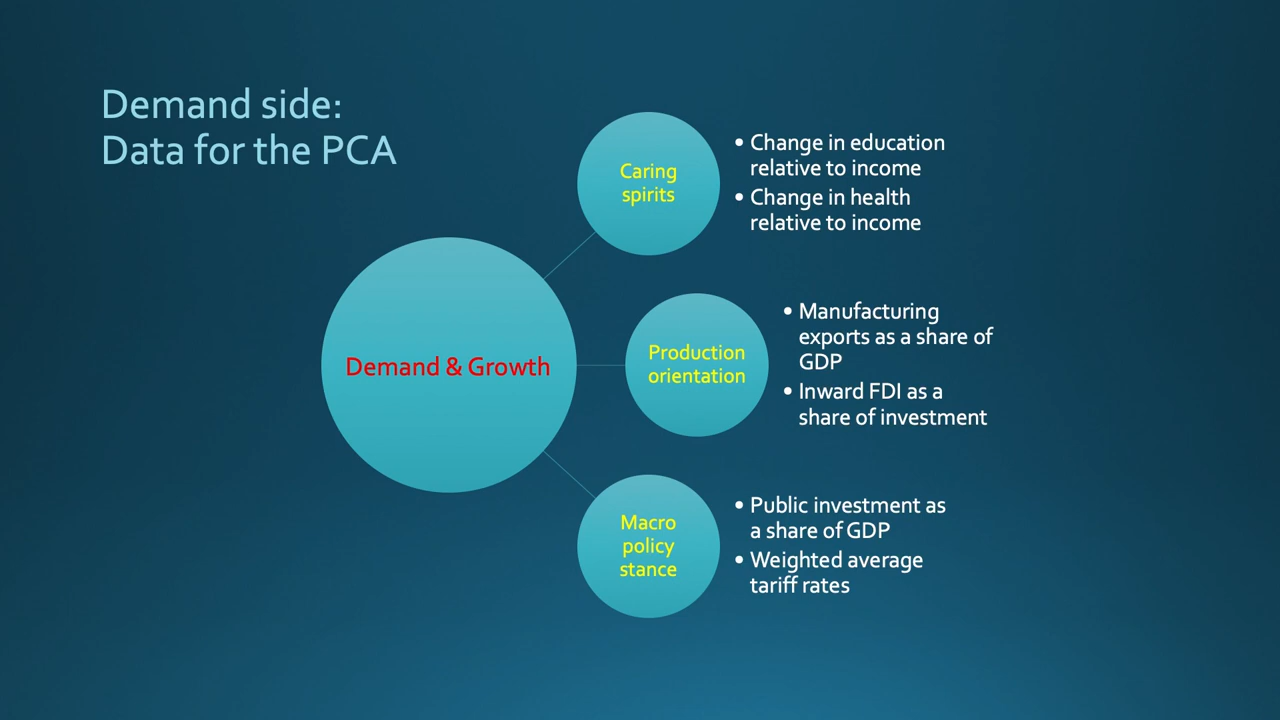 Demand side:
Data for the PCA
Demand & Growth
Caring
spirits
• Change in education
relative to income
• Change in health
relative to income
Production
orientation
• Manufacturing
exports as a share of
GDP
• Inward FDI as a
share of investment
Macro
policy
stance
• Public investment as
a share of GDP
• Weighted average
tariff rates